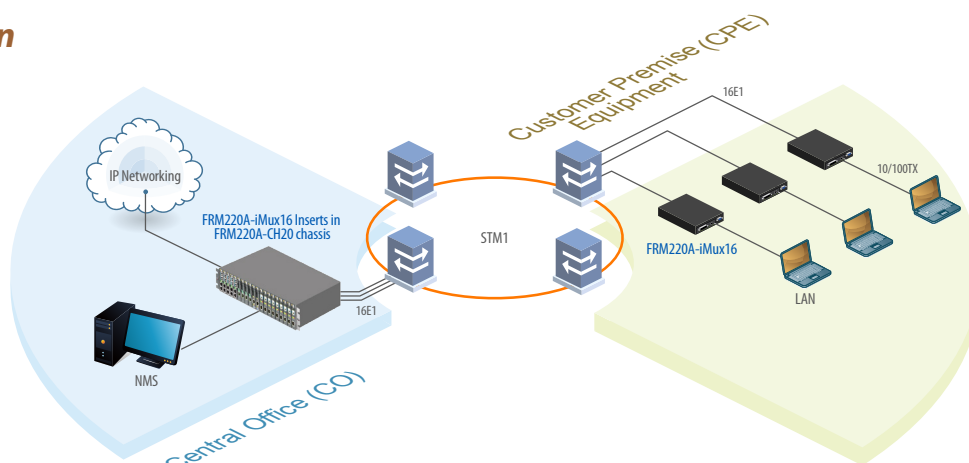 Customer Premise (CPE)
Equipment
16E1
IP Networking
10/100TX
FRM220A-iMux16 Inserts in
FRM220A-CH20 chassis
STM1
FRM220A-iMux16
LAN
16E1
NMS
Central Office (CO)